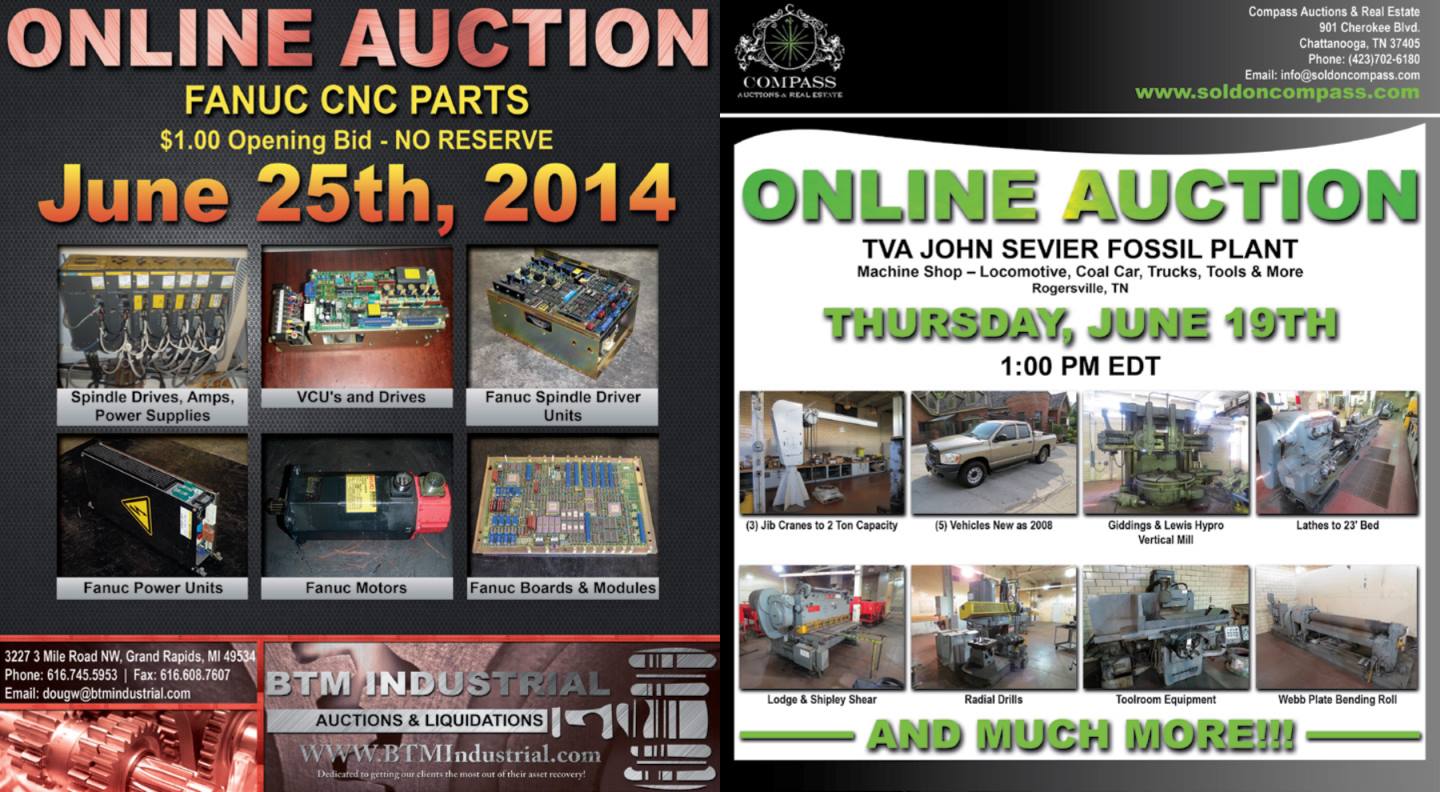 ONLINE AUCTION
FANUC CNC PARTS
$1.00 Opening Bid - NO RESERVE
June 25th, 2014
Spindle Drives, Amps,
Power Supplies
VCU's and Drives
Fanuc Spindle Driver
Units
Fanuc Power Units
Fanuc Motors
Fanuc Boards & Modules
3227 3 Mile Road NW, Grand Rapids, MI 49534
Phone: 616.745.5953 | Fax: 616.608.7607
Email: dougw@btmindustrial.com
BTM INDUSTRIAL
AUCTIONS & LIQUIDATIONS
WWW.BTMIndustrial.com
Dedicated to getting our clients the most out of their asset recovery!
C
COMPASS
AUCTIONS & REAL ESTATE
Compass Auctions & Real Estate
901 Cherokee Blvd.
Chattanooga, TN 37405
Phone: (423)702-6180
Email: info@soldoncompass.com
www.soldoncompass.com
ONLINE AUCTION
TVA JOHN SEVIER FOSSIL PLANT
Machine Shop – Locomotive, Coal Car, Trucks, Tools & More
Rogersville, TN
THURSDAY, JUNE 19TH
1:00 PM EDT
(3) Jib Cranes to 2 Ton Capacity
(5) Vehicles New as 2008
Giddings & Lewis Hypro
Vertical Mill
Lathes to 23' Bed
Lodge & Shipley Shear
Radial Drills
Toolroom Equipment
Webb Plate Bending Roll
AND MUCH MORE!!!